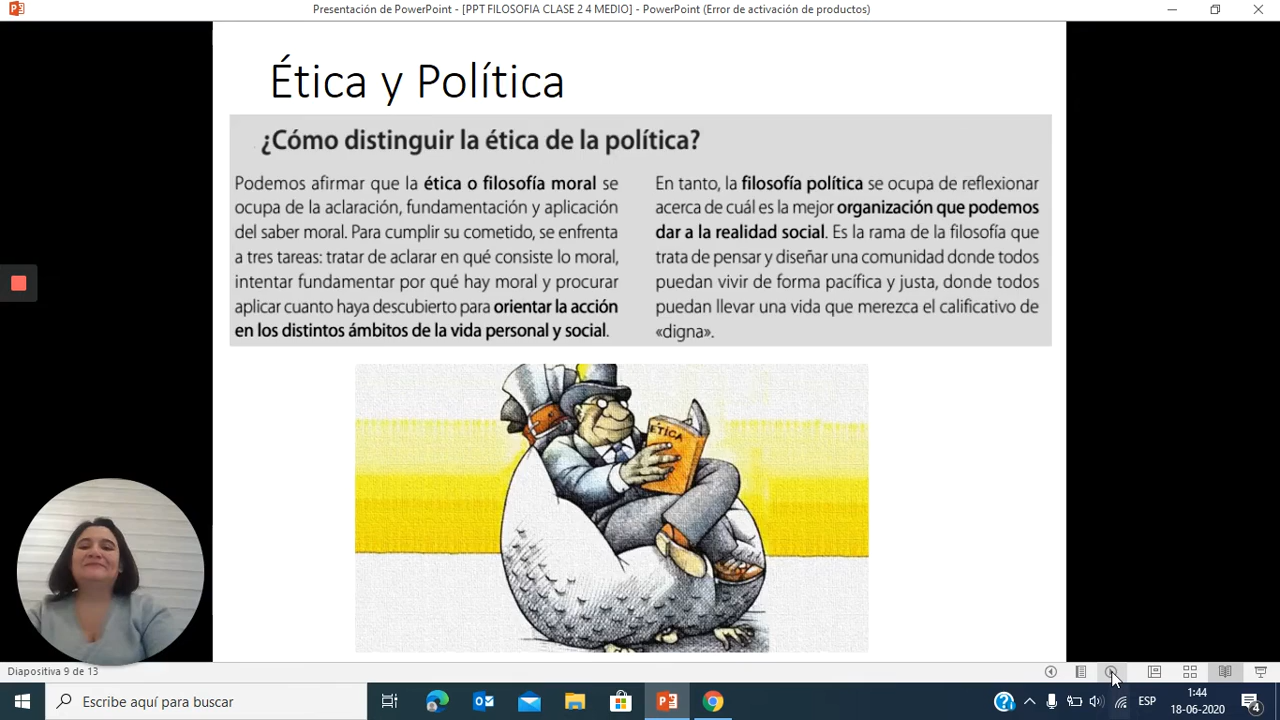 Presentación de PowerPoint - [PPT FILOSOFIA CLASE 2 4 MEDIO] - PowerPoint (Error de activación de productos)
Ética y Política
¿Cómo distinguir la ética de la política?
Podemos afirmar que la ética o filosofía moral se
ocupa de la aclaración, fundamentación y aplicación
del saber moral. Para cumplir su cometido, se enfrenta
a tres tareas: tratar de aclarar en qué consiste lo moral,
intentar fundamentar por qué hay moral y procurar
aplicar cuanto haya descubierto para orientar la acción
en los distintos ámbitos de la vida personal y social.
En tanto, la filosofía política se ocupa de reflexionar
acerca de cuál es la mejor organización que podemos
dar a la realidad social. Es la rama de la filosofía que
trata de pensar y diseñar una comunidad donde todos
puedan vivir de forma pacífica y justa, donde todos
puedan llevar una vida que merezca el calificativo de
«digna».
ETICA
Diapositiva 9 de 13
Escribe aquí para buscar
ESP
1:44
18-06-2020
4